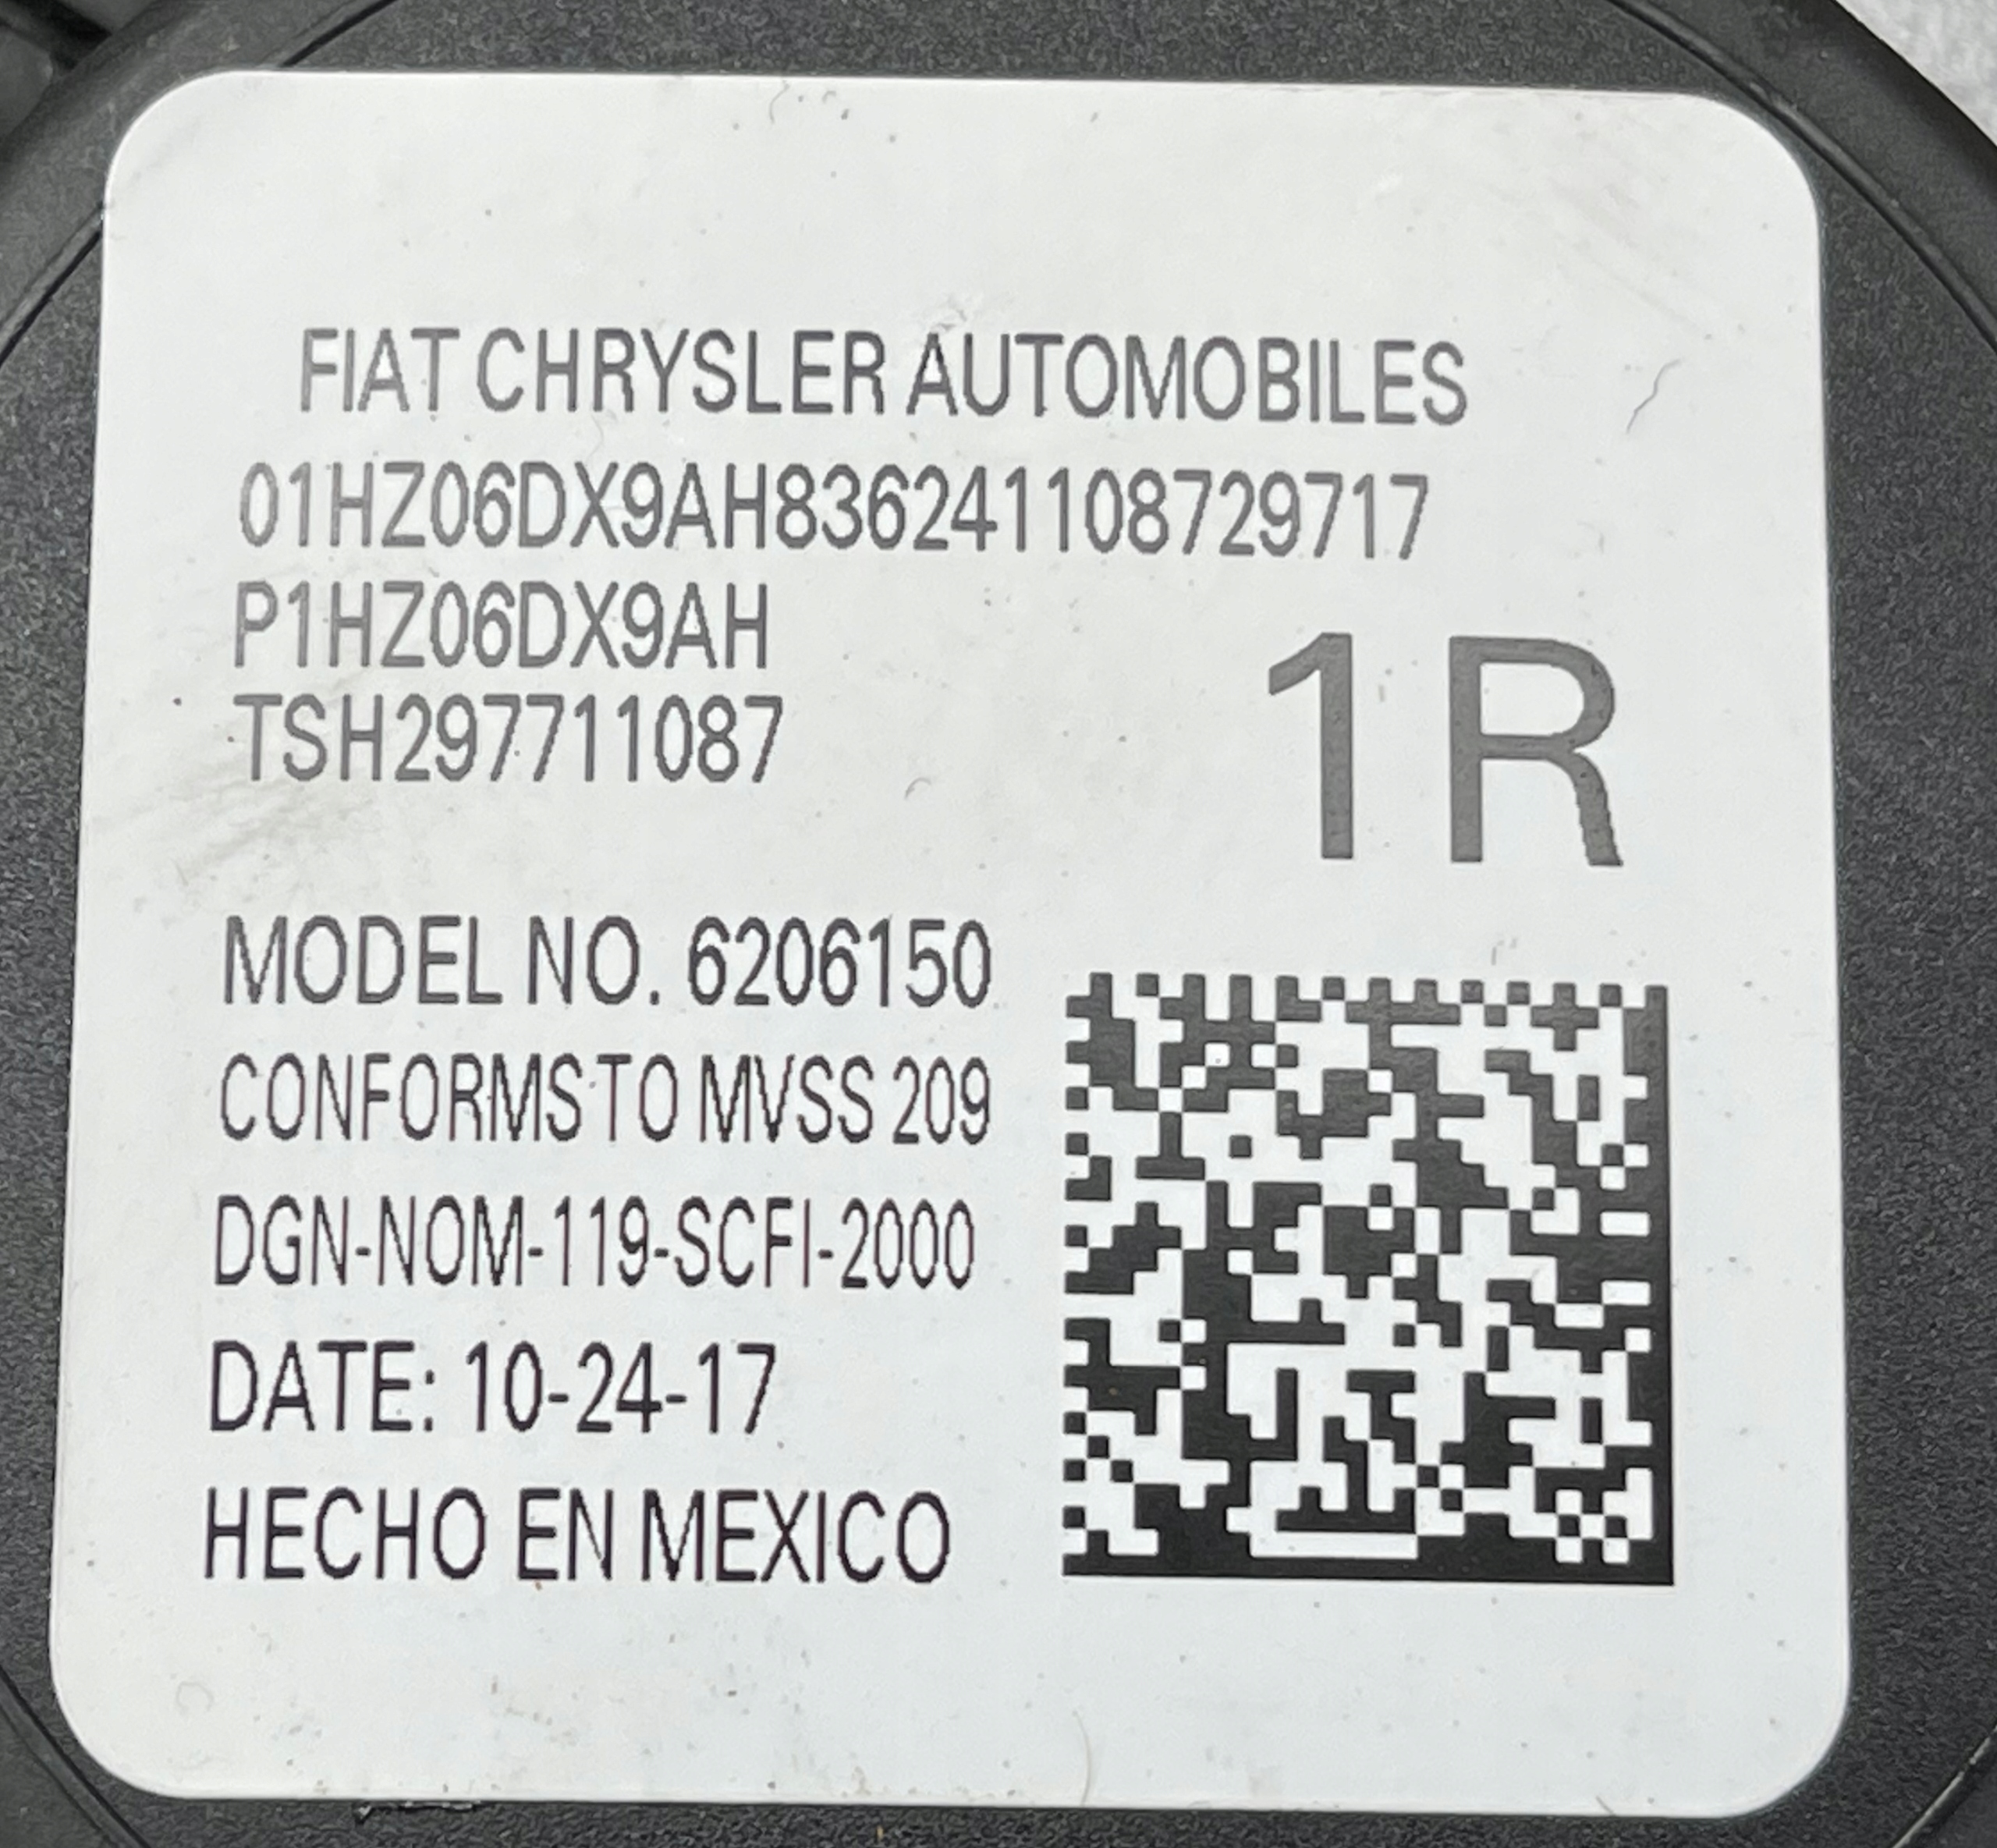 FIAT CHRYSLER AUTOMOBILES
01HZ06DX9AH836241108729717
P1HZ06DX9AH
TSH297711087
1R
MODEL NO. 6206150
CONFORMS TO MVSS 209
DGN-NOM-119-SCFI-2000
DATE: 10-24-17
HECHO EN MEXICO